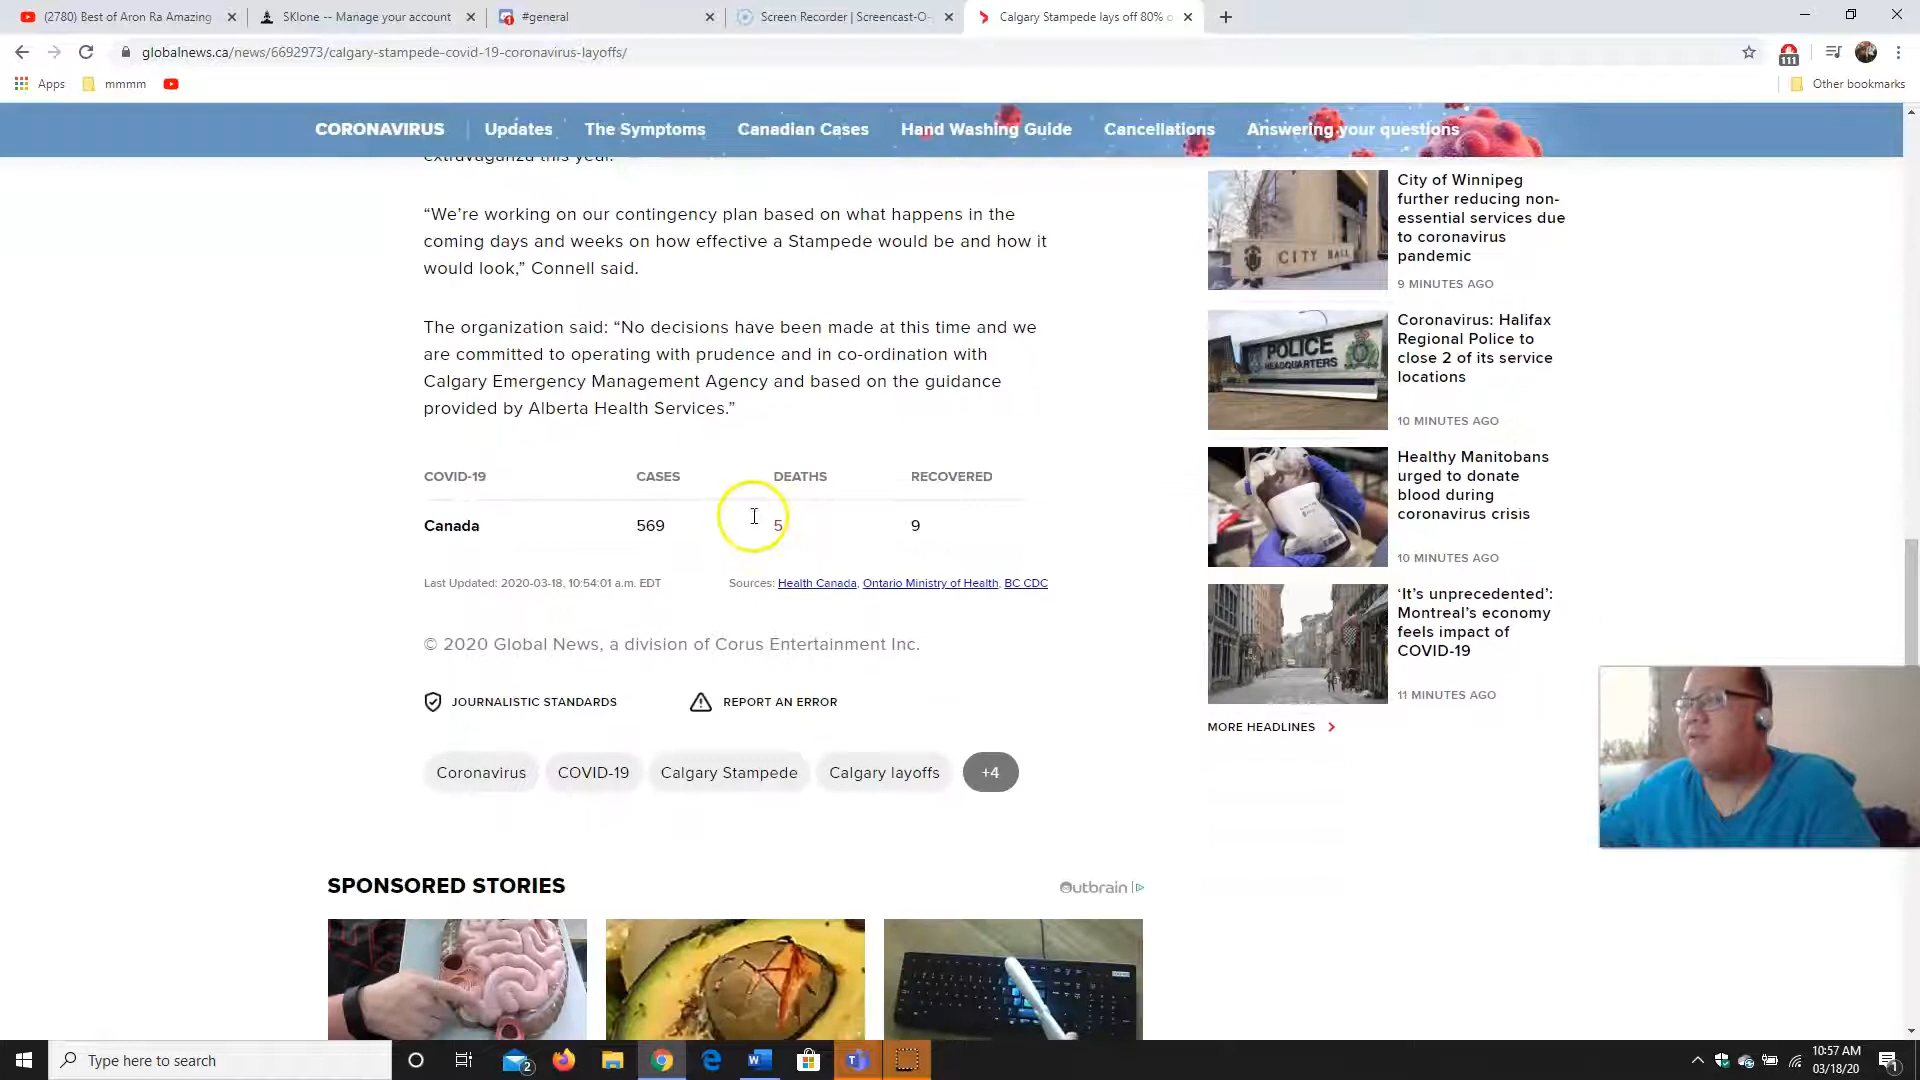 (2780) Best of Aron Ra Amazing
SKlone -- Manage your account
#general
Screen Recorder | Screencast-O-
Calgary Stampede lays off 80% o
globalnews.ca/news/6692973/calgary-stampede-covid-19-coronavirus-layoffs/
111
Apps
mmmm
Other bookmarks
CORONAVIRUS
Updates
The Symptoms
Canadian Cases
Hand Washing Guide
Cancellations
Answering your questions
extravaganza this year.
“We’re working on our contingency plan based on what happens in the
coming days and weeks on how effective a Stampede would be and how it
would look,” Connell said.
The organization said: “No decisions have been made at this time and we
are committed to operating with prudence and in co-ordination with
Calgary Emergency Management Agency and based on the guidance
provided by Alberta Health Services.”
COVID-19 CASES DEATHS RECOVERED
Canada 569 5 9
Last Updated: 2020-03-18, 10:54:01 a.m. EDT
Sources: Health Canada, Ontario Ministry of Health, BC CDC
© 2020 Global News, a division of Corus Entertainment Inc.
JOURNALISTIC STANDARDS
REPORT AN ERROR
Coronavirus
COVID-19
Calgary Stampede
Calgary layoffs
+4
SPONSORED STORIES
Outbrain
CITY HALL
City of Winnipeg
further reducing non-
essential services due
to coronavirus
pandemic
9 MINUTES AGO
POLICE
HEADQUARTERS
Coronavirus: Halifax
Regional Police to
close 2 of its service
locations
10 MINUTES AGO
Healthy Manitobans
urged to donate
blood during
coronavirus crisis
10 MINUTES AGO
‘It’s unprecedented’:
Montreal’s economy
feels impact of
COVID-19
11 MINUTES AGO
MORE HEADLINES
Type here to search
2
10:57 AM
03/18/20
1